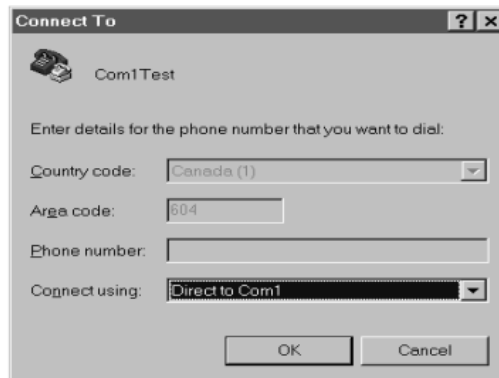 Connect To
Com1Test
Enter details for the phone number that you want to dial:
Country code: Canada (1)
Area code: 604
Phone number:
Connect using: Direct to Com1
OK Cancel